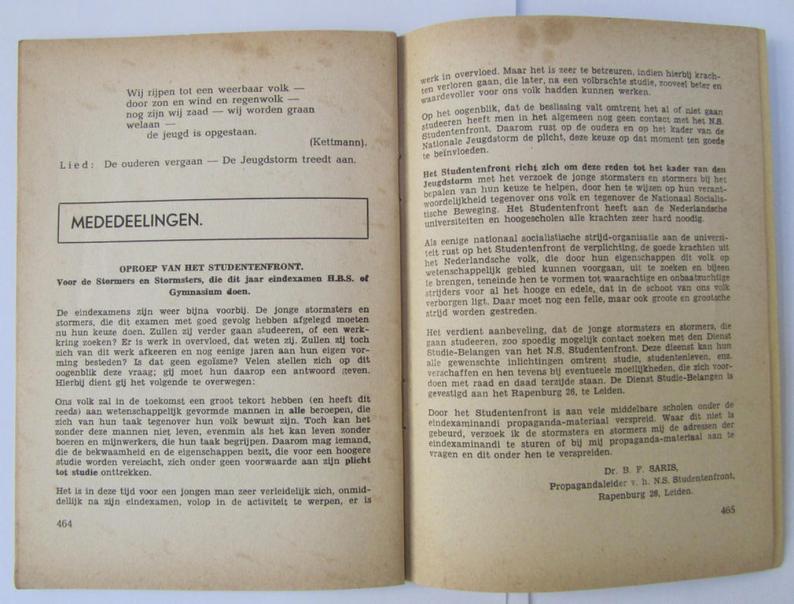 Wij rijpen tot een weerbaar volk —
door zon en wind en regenwolk —
nog zijn wij zaad — wij worden graan
welaan —
de jeugd is opgestaan.
(Kettmann).
Lied: De ouderen vergaan — De Jeugdstorm treedt aan.
MEDEDEELINGEN.
OPROEP VAN HET STUDENTENFRONT.
Voor de Stormers en Stormsters, die dit jaar eindexamen H.B.S. of
Gymnasium doen.
De eindexamens zijn weer bijna voorbij. De jonge stormsters en
stormers, die dit examen met goed gevolg hebben afgelegd moeten
nu hun keuze doen. Zullen zij verder gaan studeeren, of een werk-
kring zoeken? Er is werk in overvloed, dat weten zij. Zullen zij toch
zich van dit werk afkeeren en nog eenige jaren aan hun eigen vor-
ming besteden? Is dat geen egoïsme? Velen stellen zich op dit
oogenblik deze vraag; gij moet hun daarop een antwoord geven.
Hierbij dient gij het volgende te overwegen:
Ons volk zal in de toekomst een groot tekort hebben (en heeft dit
reeds) aan wetenschappelijk gevormde mannen in alle beroepen, die
zich van hun taak tegenover hun volk bewust zijn. Toch kan het
zonder deze mannen niet leven, evenmin als het kan leven zonder
boeren en mijnwerkers, die hun taak begrijpen. Daarom mag iemand,
die de bekwaamheid en de eigenschappen bezit, die voor een hoogere
studie worden vereischt, zich onder geen voorwaarde aan zijn plicht
tot studie onttrekken.
Het is in deze tijd voor een jongen man zeer verleidelijk zich, onmid-
dellijk na zijn eindexamen, volop in de activiteit te werpen, er is
464
werk in overvloed. Maar het is zeer te betreuren, indien hierbij krach-
ten verloren gaan, die later, na een volbrachte studie, zooveel beter en
waardevoller voor ons volk hadden kunnen werken.
Op het oogenblik, dat de beslissing valt omtrent het al of niet gaan
studeeren heeft men in het algemeen nog geen contact met het N.S.
Studentenfront. Daarom rust op de ouders en op het kader van de
Nationale Jeugdstorm de plicht, deze keuze op dat moment ten goede
te beïnvloeden.
Het Studentenfront richt zich om deze reden tot het kader van den
Jeugdstorm met het verzoek de jonge stormsters en stormers bij het
bepalen van hun keuze te helpen, door hen te wijzen op hun verant-
woordelijkheid tegenover ons volk en tegenover de Nationaal Socialis-
tische Beweging. Het Studentenfront heeft aan de Nederlandsche
universiteiten en hoogescholen alle krachten zeer hard noodig.
Als eenige nationaal socialistische strijd-organisatie aan de universi-
teit rust op het Studentenfront de verplichting, de goede krachten uit
het Nederlandsche volk, die door hun eigenschappen dit volk op
wetenschappelijk gebied kunnen voorgaan, uit te zoeken en bijeen
te brengen, teneinde hen te vormen tot waarachtige en onbaatzuchtige
strijders voor al het hooge en edele, dat in de schoot van ons volk
verborgen ligt. Daar moet nog een felle, maar ook groote en grootsche
strijd worden gestreden.
Het verdient aanbeveling, dat de jonge stormsters en stormers, die
gaan studeeren, zoo spoedig mogelijk contact zoeken met den Dienst
Studie-Belangen van het N.S. Studentenfront. Deze dienst kan hun
alle gewenschte inlichtingen omtrent studie, studentenleven, enz.
verschaffen en hen tevens bij eventueele moeilijkheden, die zich voor-
doen met raad en daad terzijde staan. De Dienst Studie-Belangen is
gevestigd aan het Rapenburg 26, te Leiden.
Door het Studentenfront is aan vele middelbare scholen onder de
eindexaminandi propaganda-materiaal verspreid. Waar dit niet is
gebeurd, verzoek ik de stormsters en stormers mij de adressen der
eindexaminandi te sturen of bij mij propaganda-materiaal aan te
vragen en dit onder hen te verspreiden.
Dr. B. F. SARIS,
Propagandaleider v. h. N.S. Studentenfront,
Rapenburg 26, Leiden.
465